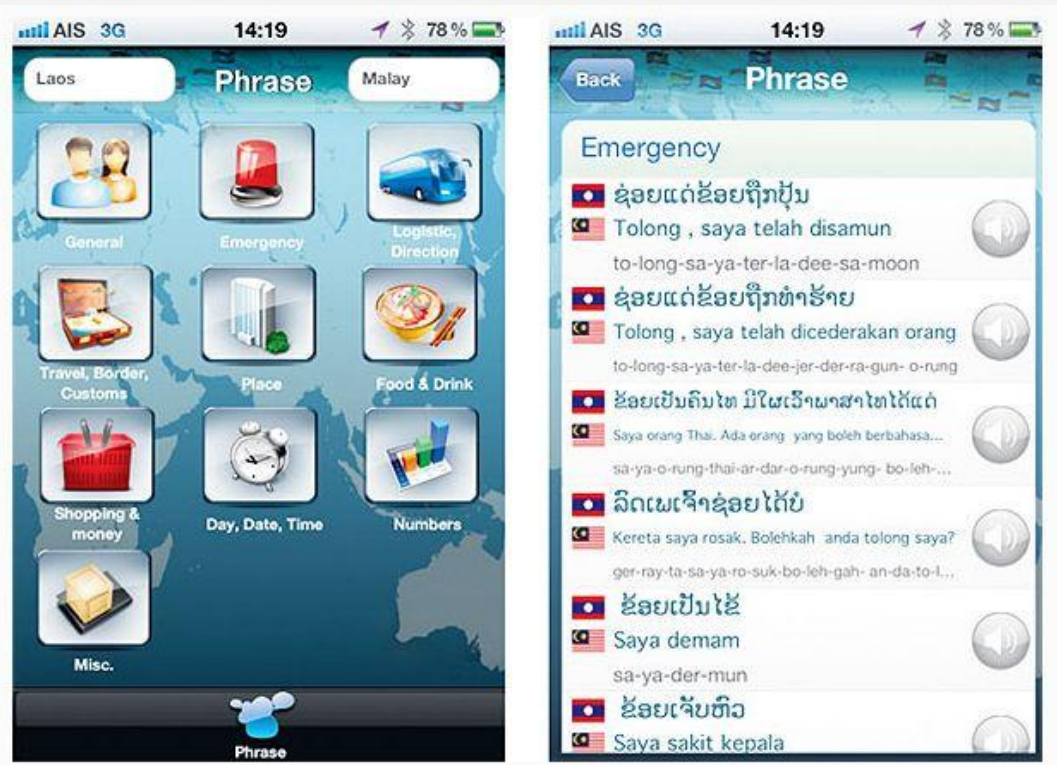 AIS 3G 14:19 78%
Laos Phrase Malay
General Emergency Logistic,
Direction
Travel, Border,
Customs
Place Food & Drink
Shopping &
money
Day, Date, Time Numbers
Misc.
Phrase
AIS 3G 14:19 78%
Back Phrase
Emergency
ຊ່ອຍແດ່ຂ້ອຍຖືກປຸ້ນ
Tolong , saya telah disamun
to-long-sa-ya-ter-la-dee-sa-moon
ຊ່ອຍແດ່ຂ້ອຍຖືກທຳຮ້າຍ
Tolong , saya telah dicederakan orang
to-long-sa-ya-ter-la-dee-jer-der-ra-gun- o-rung
ຂ້ອຍເປັນຄົນໄທ ມີໃຜເວົ້າພາສາໄທໄດ້ແດ່
Saya orang Thai. Ada orang yang boleh berbahasa...
sa-ya-o-rung-thai-ar-dar-o-rung-yung- bo-leh-...
ລົດເພເຈົ້າຊ່ອຍໄດ້ບໍ
Kereta saya rosak. Bolehkah anda tolong saya?
ger-ray-ta-sa-ya-ro-suk-bo-leh-gah- an-da-to-l...
ຂ້ອຍເປັນໄຂ້
Saya demam
sa-ya-der-mun
ຂ້ອຍເຈັບຫົວ
Saya sakit kepala